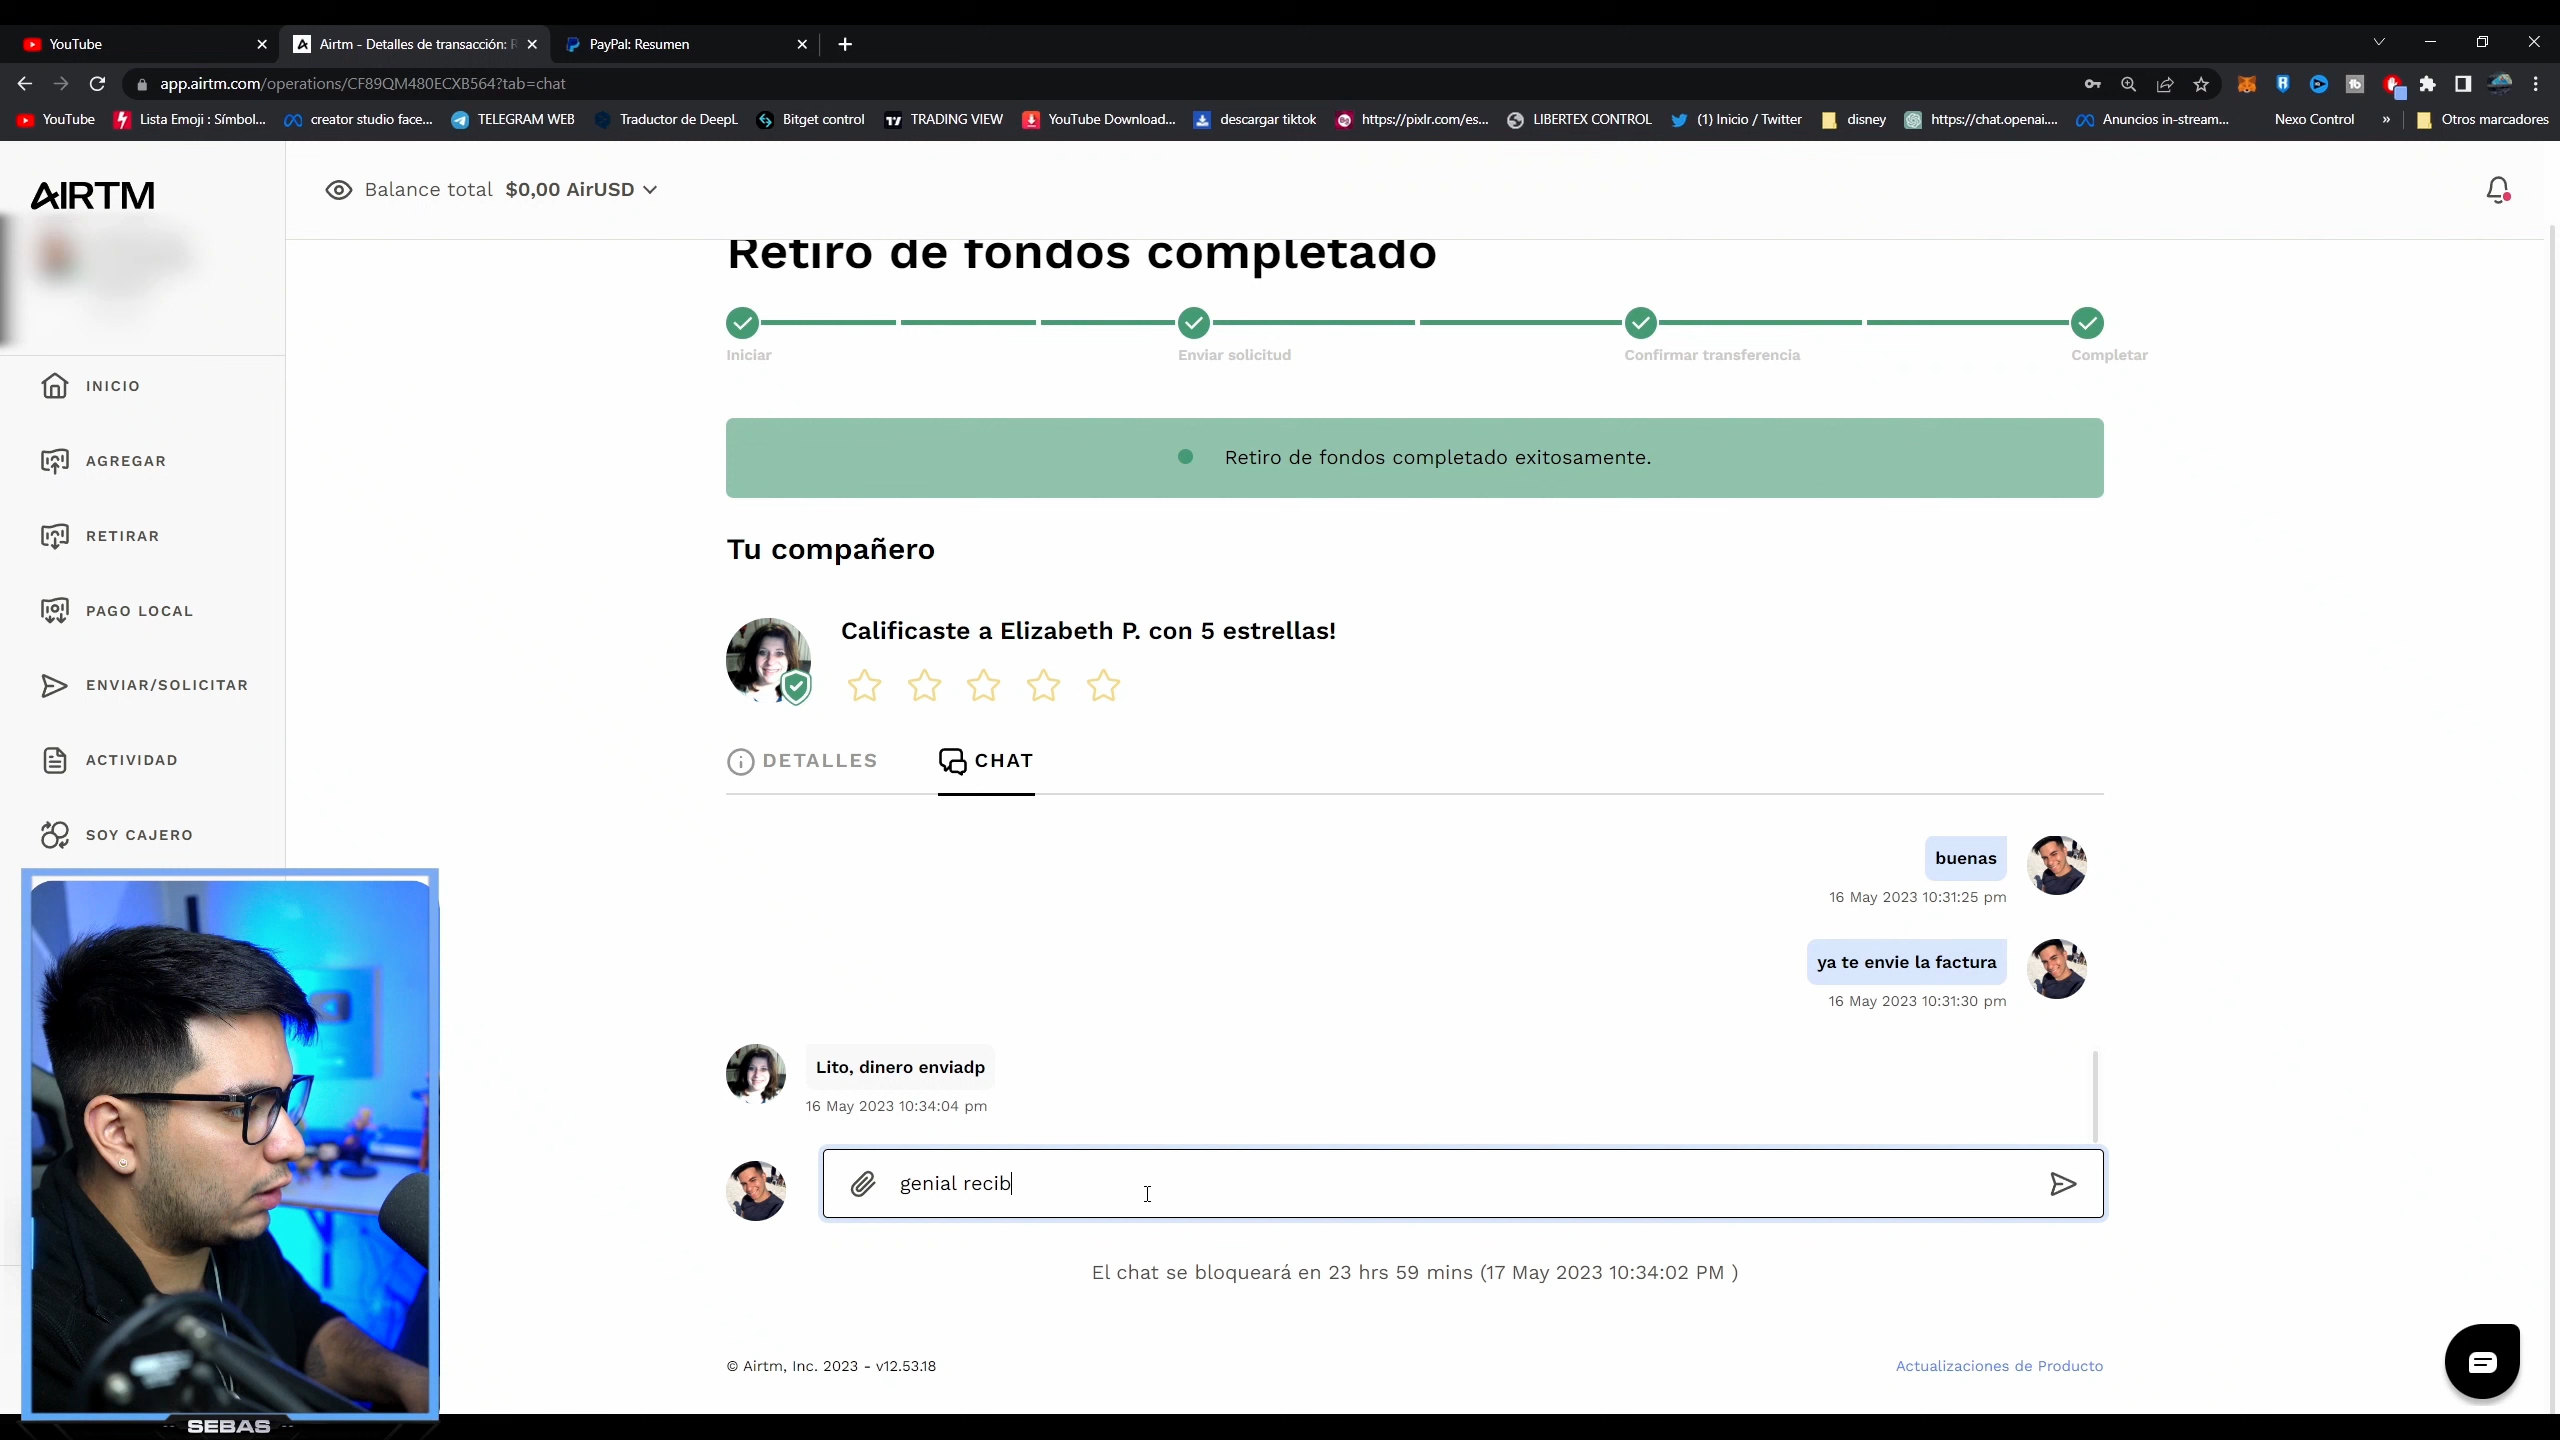 YouTube
Airtm - Detalles de transacción: R
PayPal: Resumen
app.airtm.com/operations/CF89QM480ECXB564?tab=chat
YouTube
Lista Emoji : Símbol...
creator studio face...
TELEGRAM WEB
Traductor de DeepL
Bitget control
TRADING VIEW
YouTube Download...
descargar tiktok
https://pixlr.com/es...
LIBERTEX CONTROL
(1) Inicio / Twitter
disney
https://chat.openai....
Anuncios in-stream...
Nexo Control
»
Otros marcadores
AIRTM
Balance total $0,00 AirUSD
INICIO
AGREGAR
RETIRAR
PAGO LOCAL
ENVIAR/SOLICITAR
ACTIVIDAD
SOY CAJERO
Retiro de fondos completado
Iniciar
Enviar solicitud
Confirmar transferencia
Completar
Retiro de fondos completado exitosamente.
Tu compañero
Calificaste a Elizabeth P. con 5 estrellas!
DETALLES
CHAT
buenas
16 May 2023 10:31:25 pm
ya te envie la factura
16 May 2023 10:31:30 pm
Lito, dinero enviadp
16 May 2023 10:34:04 pm
genial recib
El chat se bloqueará en 23 hrs 59 mins (17 May 2023 10:34:02 PM )
© Airtm, Inc. 2023 - v12.53.18
Actualizaciones de Producto
SEBAS